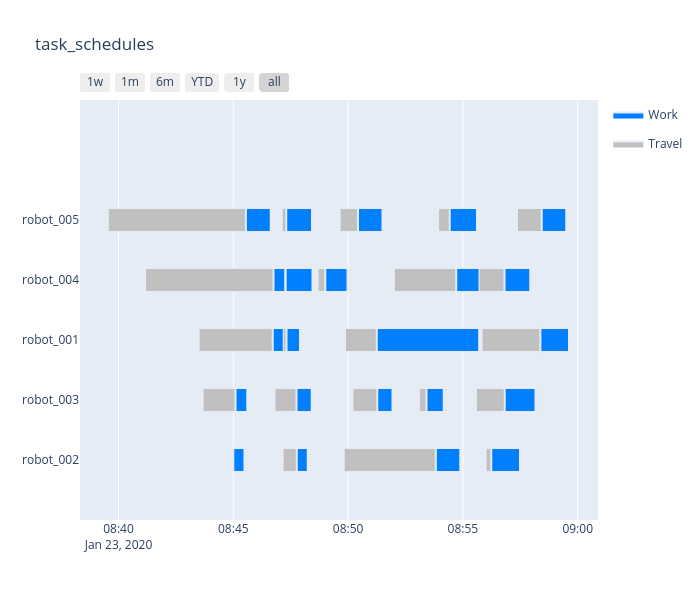 task_schedules
1w 1m 6m YTD 1y all
Work
Travel
robot_005
robot_004
robot_001
robot_003
robot_002
08:40 08:45 08:50 08:55 09:00
Jan 23, 2020